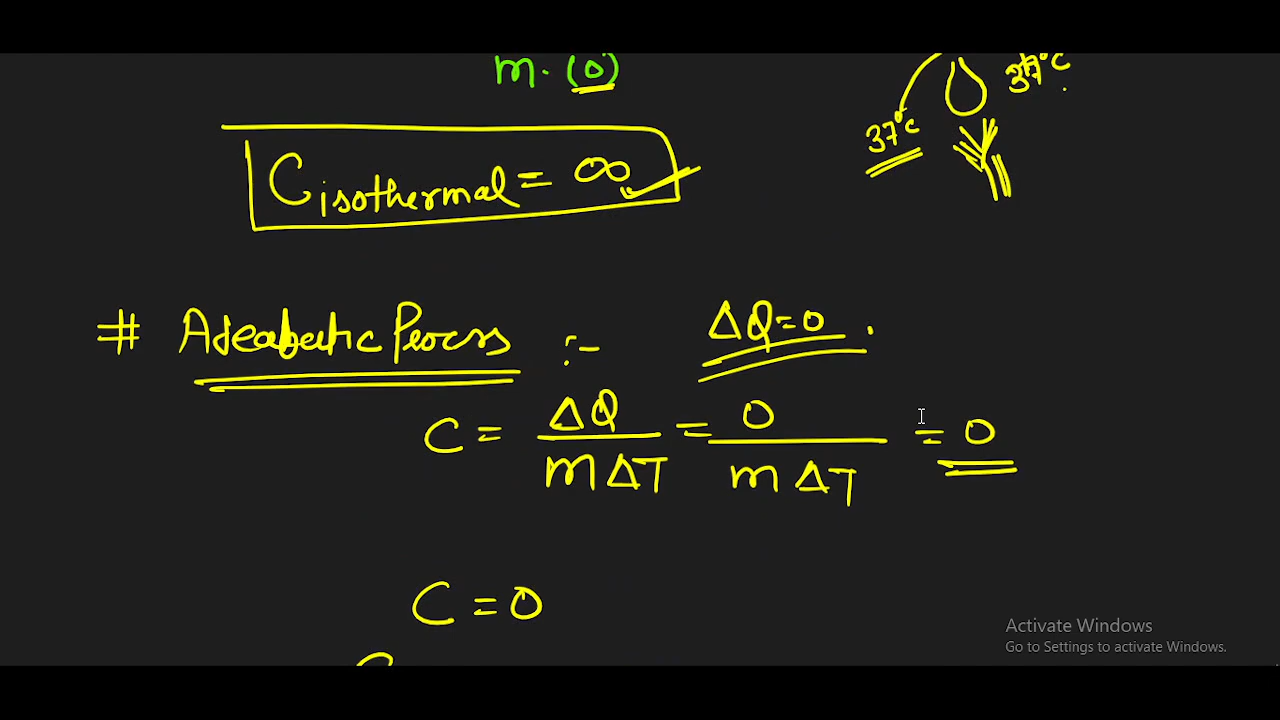 m. (0)
37°C
37°C
C isothermal = ∞
# Adeabatic Process :- ΔQ=0.
C = ΔQ / mΔT = 0 / mΔT = 0
C = 0
C
Activate Windows
Go to Settings to activate Windows.